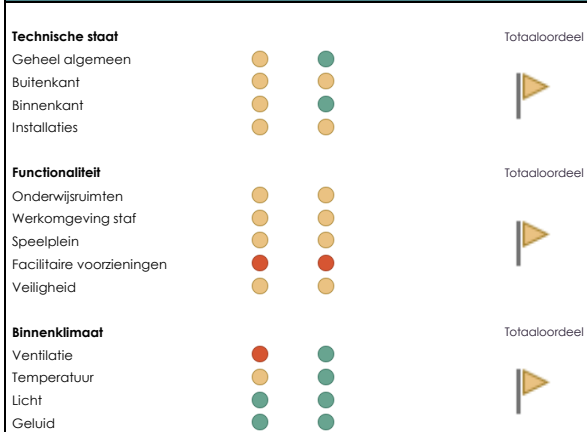 Technische staat Totaaloordeel
Geheel algemeen
Buitenkant
Binnenkant
Installaties
Functionaliteit Totaaloordeel
Onderwijsruimten
Werkomgeving staf
Speelplein
Facilitaire voorzieningen
Veiligheid
Binnenklimaat Totaaloordeel
Ventilatie
Temperatuur
Licht
Geluid